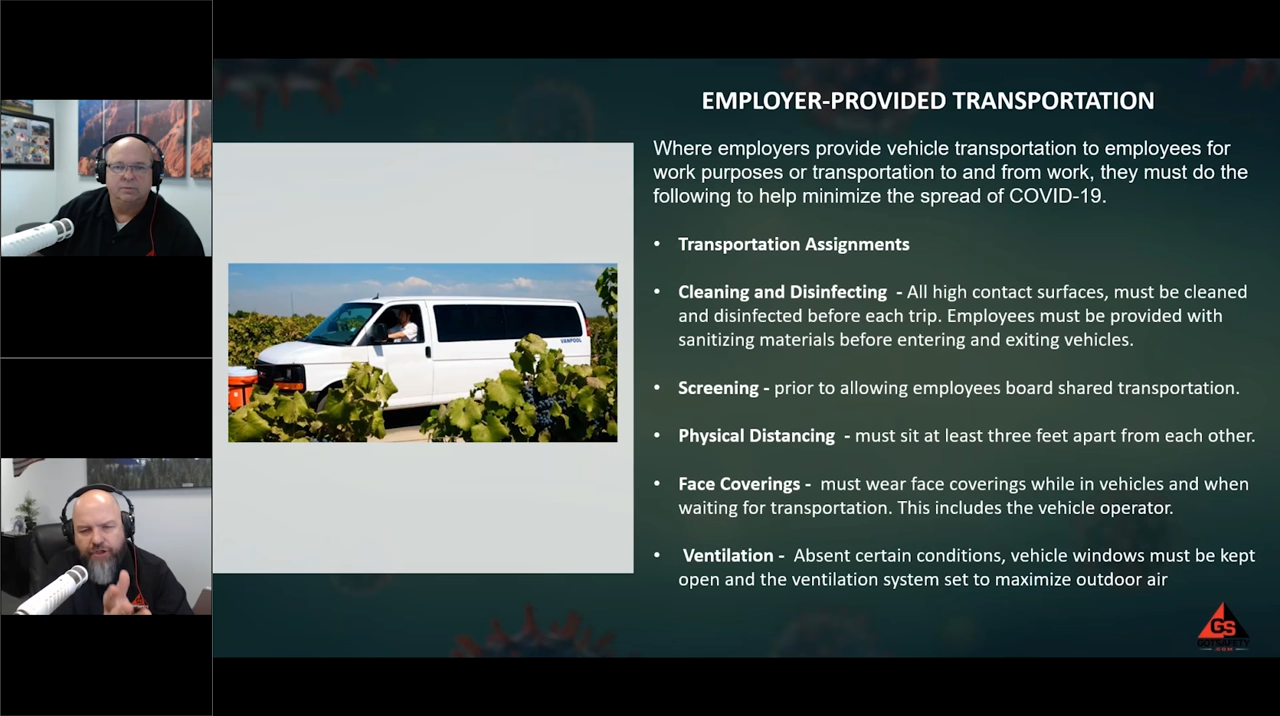 EMPLOYER-PROVIDED TRANSPORTATION
Where employers provide vehicle transportation to employees for
work purposes or transportation to and from work, they must do the
following to help minimize the spread of COVID-19.
• Transportation Assignments
• Cleaning and Disinfecting - All high contact surfaces, must be cleaned
and disinfected before each trip. Employees must be provided with
sanitizing materials before entering and exiting vehicles.
• Screening - prior to allowing employees board shared transportation.
• Physical Distancing - must sit at least three feet apart from each other.
• Face Coverings - must wear face coverings while in vehicles and when
waiting for transportation. This includes the vehicle operator.
• Ventilation - Absent certain conditions, vehicle windows must be kept
open and the ventilation system set to maximize outdoor air
VANPOOL
GS
GOTSAFETY
.COM